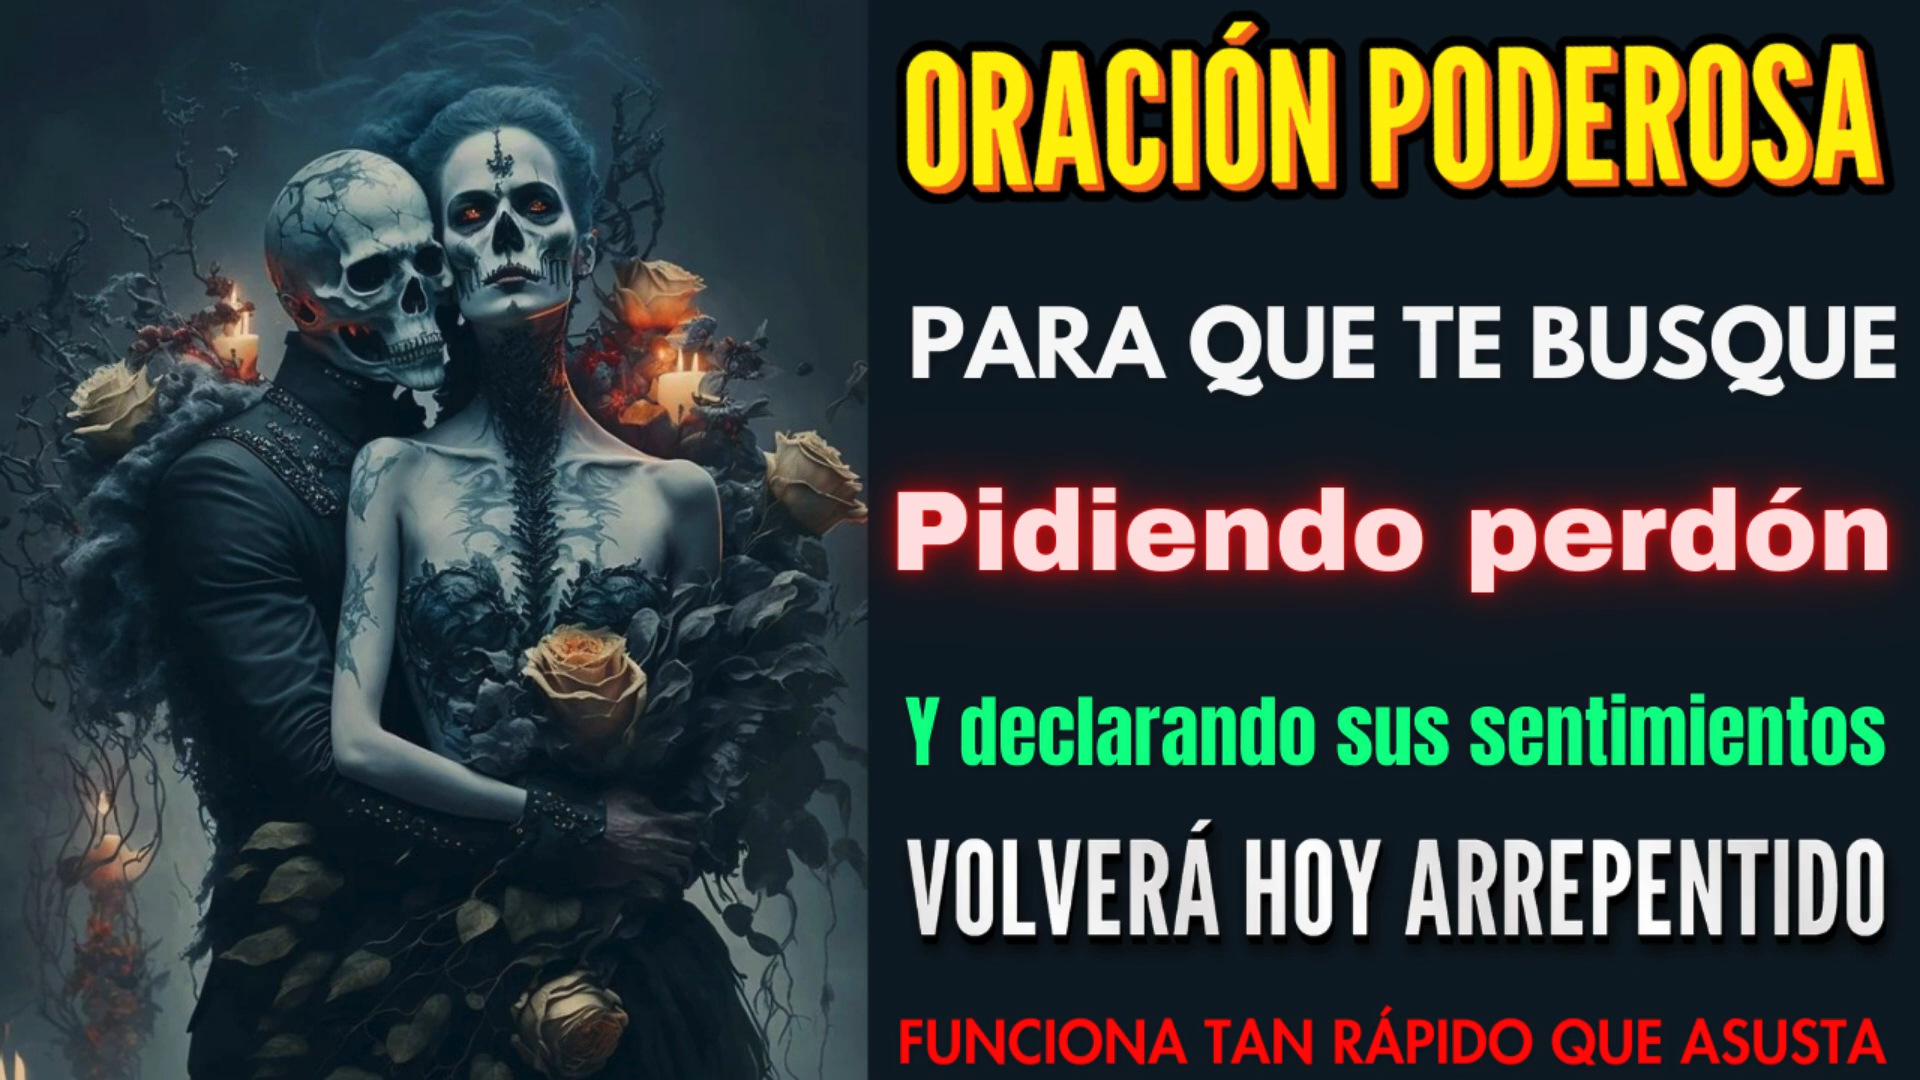 ORACIÓN PODEROSA
PARA QUE TE BUSQUE
Pidiendo perdón
Y declarando sus sentimientos
VOLVERÁ HOY ARREPENTIDO
FUNCIONA TAN RÁPIDO QUE ASUSTA